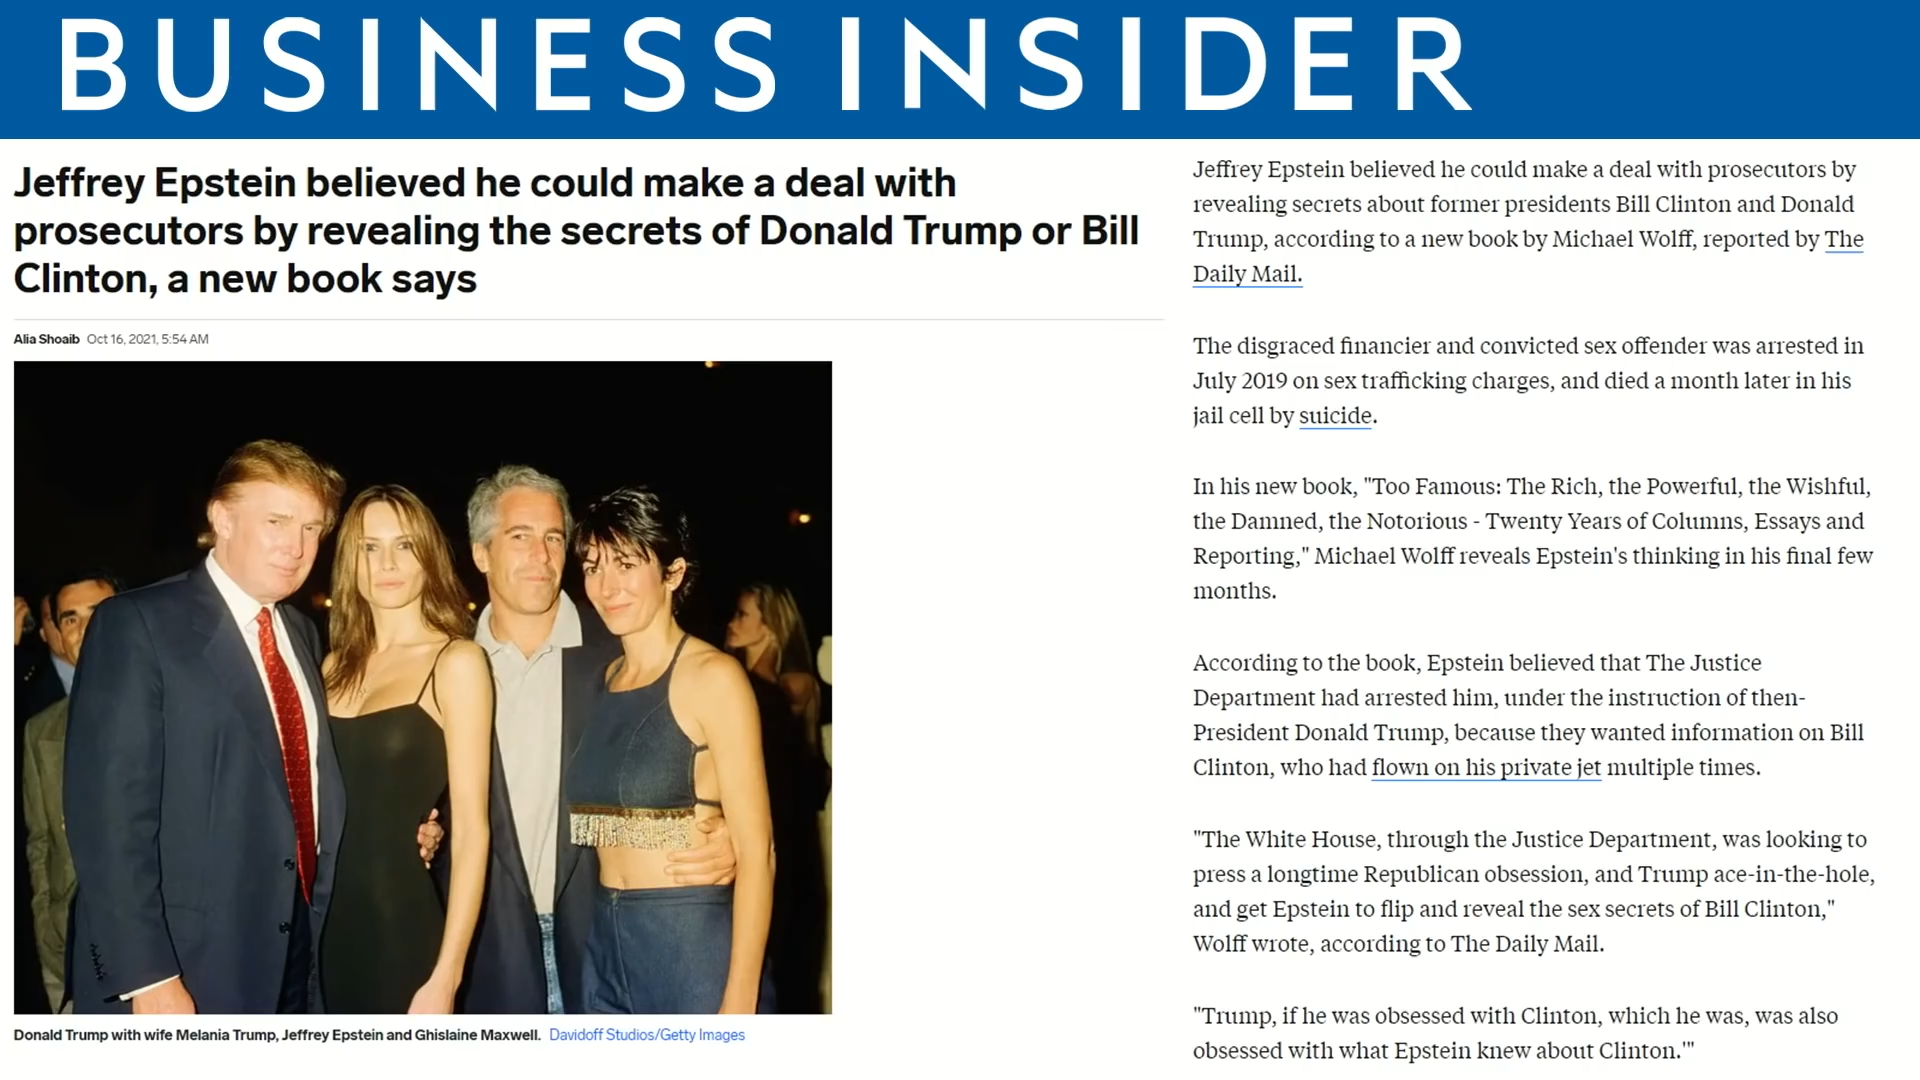 BUSINESS INSIDER
Jeffrey Epstein believed he could make a deal with
prosecutors by revealing the secrets of Donald Trump or Bill
Clinton, a new book says
Alia Shoaib Oct 16, 2021, 5:54 AM
Donald Trump with wife Melania Trump, Jeffrey Epstein and Ghislaine Maxwell. Davidoff Studios/Getty Images
Jeffrey Epstein believed he could make a deal with prosecutors by
revealing secrets about former presidents Bill Clinton and Donald
Trump, according to a new book by Michael Wolff, reported by The
Daily Mail.
The disgraced financier and convicted sex offender was arrested in
July 2019 on sex trafficking charges, and died a month later in his
jail cell by suicide.
In his new book, "Too Famous: The Rich, the Powerful, the Wishful,
the Damned, the Notorious - Twenty Years of Columns, Essays and
Reporting," Michael Wolff reveals Epstein's thinking in his final few
months.
According to the book, Epstein believed that The Justice
Department had arrested him, under the instruction of then-
President Donald Trump, because they wanted information on Bill
Clinton, who had flown on his private jet multiple times.
"The White House, through the Justice Department, was looking to
press a longtime Republican obsession, and Trump ace-in-the-hole,
and get Epstein to flip and reveal the sex secrets of Bill Clinton,"
Wolff wrote, according to The Daily Mail.
"Trump, if he was obsessed with Clinton, which he was, was also
obsessed with what Epstein knew about Clinton.'"